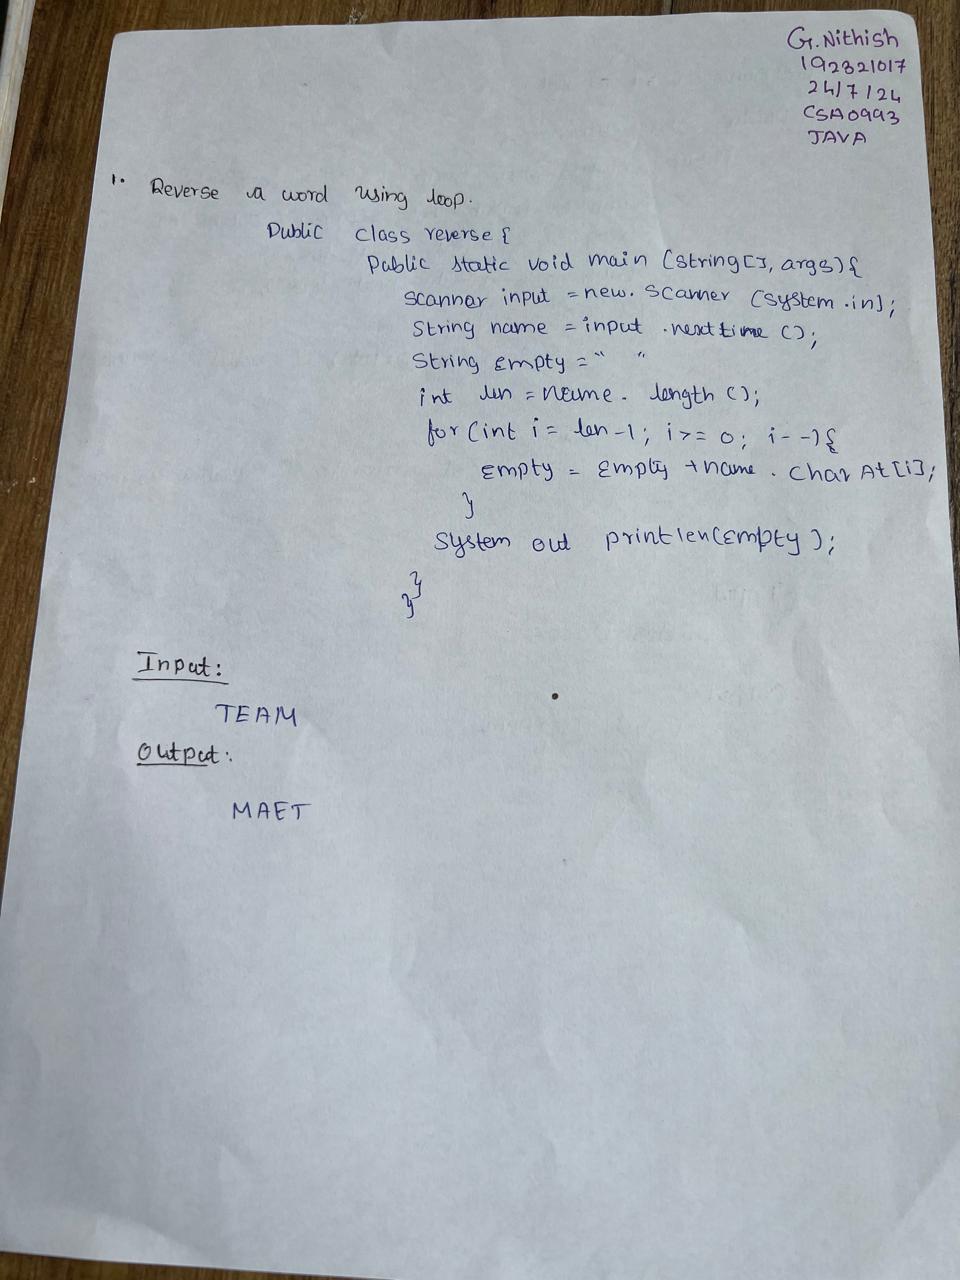 G.Nithish
192321017
24/7/24
CSA0993
JAVA
1. Reverse a word using loop.
Public class reverse {
Public static void main (string[], args){
scanner input = new. Scanner (system.in];
String name = input .nexttime ();
String empty = " "
int len = name. length ();
for (int i = len-1; i>= 0; i--){
empty = empty +name. char At[i];
}
System out printlen(empty);
}
}
Input:
TEAM
Output:
MAET